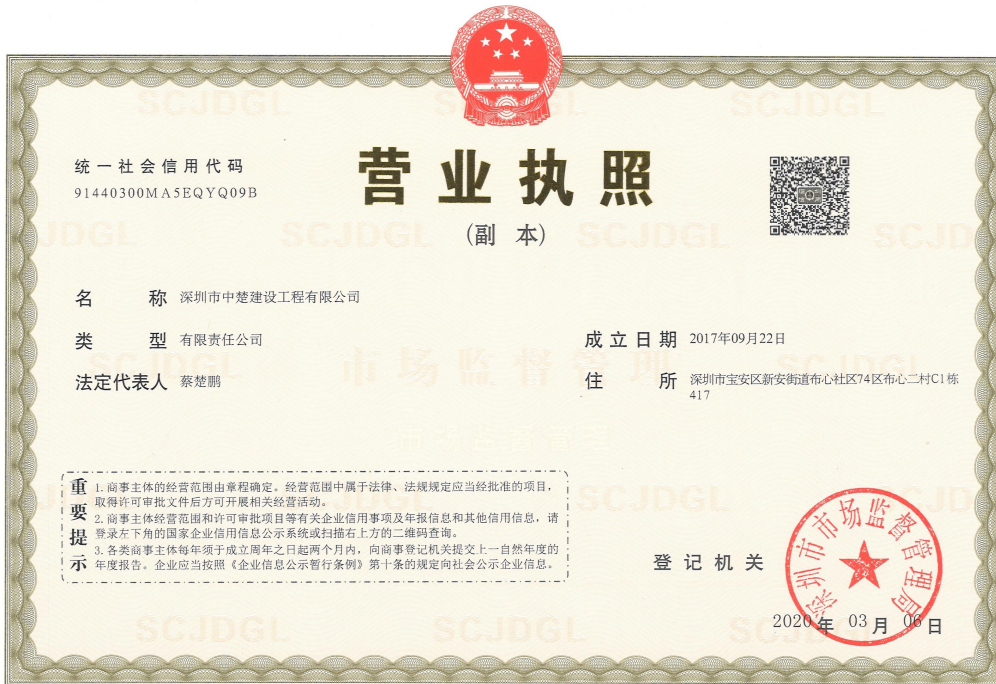 统一社会信用代码
91440300MA5EQYQ09B
营业执照
(副 本)
名 称 深圳市中楚建设工程有限公司
类 型 有限责任公司
法定代表人 蔡楚鹏
成立日期 2017年09月22日
住 所 深圳市宝安区新安街道布心社区74区布心二村C1栋
417
重要提示
1.商事主体的经营范围由章程确定。经营范围中属于法律、法规规定应当经批准的项目,
取得许可审批文件后方可开展相关经营活动。
2.商事主体经营范围和许可审批项目等有关企业信用事项及年报信息和其他信用信息,请
登录左下角的国家企业信用信息公示系统或扫描右上方的二维码查询。
3.各类商事主体每年须于成立周年之日起两个月内,向商事登记机关提交上一自然年度的
年度报告。企业应当按照《企业信息公示暂行条例》第十条的规定向社会公示企业信息。
登记机关
深圳市市场监督管理局
2020年 03月 06日
SCJDGL
市场监督管理